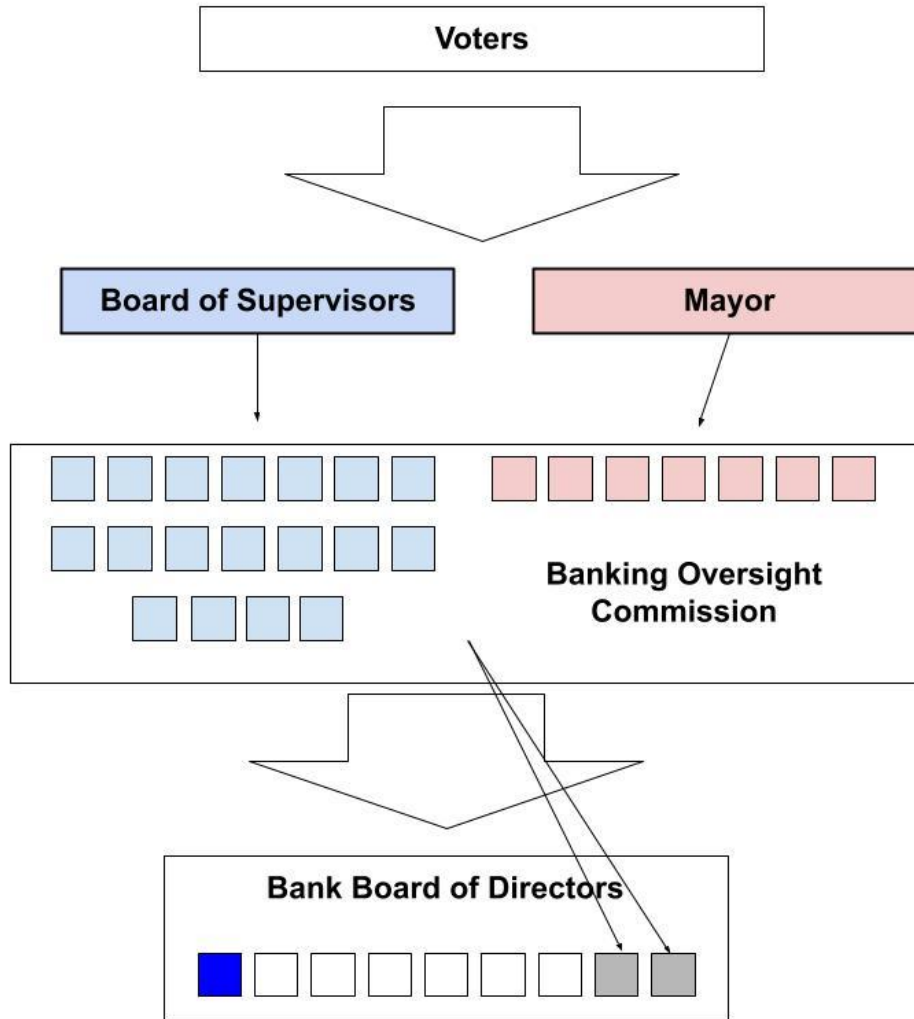 Voters
Board of Supervisors
Mayor
Banking Oversight
Commission
Bank Board of Directors